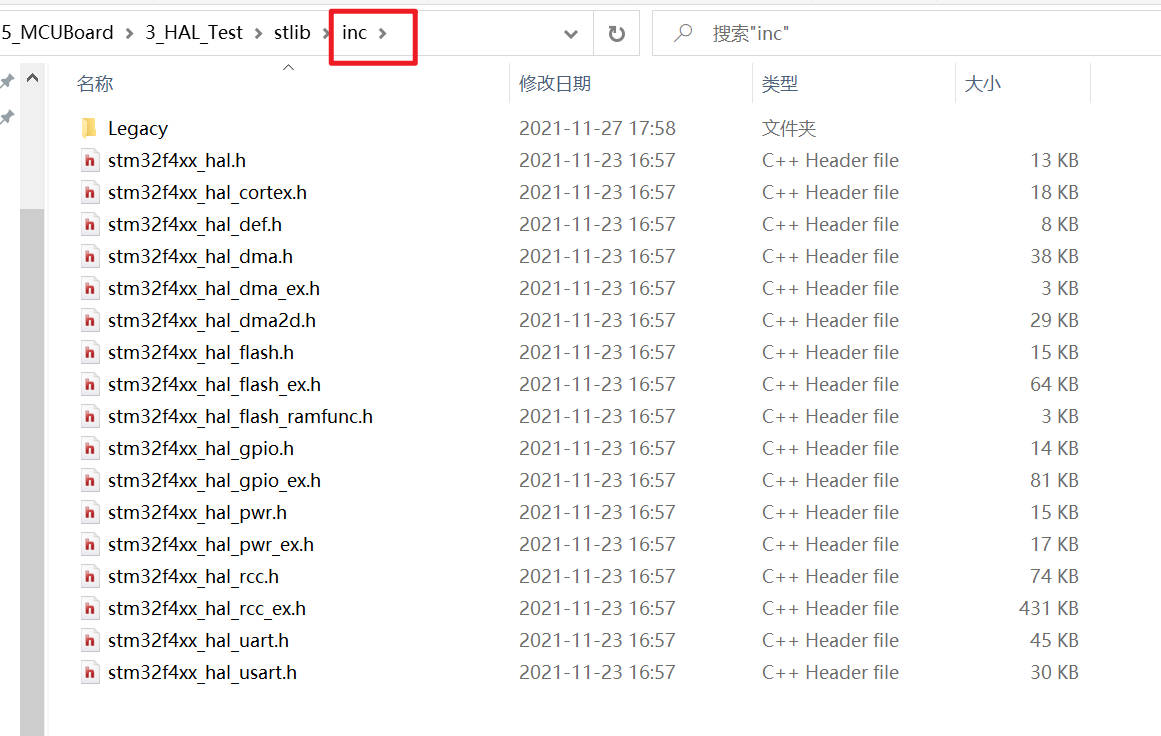 5_MCUBoard > 3_HAL_Test > stlib > inc > 搜索"inc"
名称 修改日期 类型 大小
Legacy 2021-11-27 17:58 文件夹
stm32f4xx_hal.h 2021-11-23 16:57 C++ Header file 13 KB
stm32f4xx_hal_cortex.h 2021-11-23 16:57 C++ Header file 18 KB
stm32f4xx_hal_def.h 2021-11-23 16:57 C++ Header file 8 KB
stm32f4xx_hal_dma.h 2021-11-23 16:57 C++ Header file 38 KB
stm32f4xx_hal_dma_ex.h 2021-11-23 16:57 C++ Header file 3 KB
stm32f4xx_hal_dma2d.h 2021-11-23 16:57 C++ Header file 29 KB
stm32f4xx_hal_flash.h 2021-11-23 16:57 C++ Header file 15 KB
stm32f4xx_hal_flash_ex.h 2021-11-23 16:57 C++ Header file 64 KB
stm32f4xx_hal_flash_ramfunc.h 2021-11-23 16:57 C++ Header file 3 KB
stm32f4xx_hal_gpio.h 2021-11-23 16:57 C++ Header file 14 KB
stm32f4xx_hal_gpio_ex.h 2021-11-23 16:57 C++ Header file 81 KB
stm32f4xx_hal_pwr.h 2021-11-23 16:57 C++ Header file 15 KB
stm32f4xx_hal_pwr_ex.h 2021-11-23 16:57 C++ Header file 17 KB
stm32f4xx_hal_rcc.h 2021-11-23 16:57 C++ Header file 74 KB
stm32f4xx_hal_rcc_ex.h 2021-11-23 16:57 C++ Header file 431 KB
stm32f4xx_hal_uart.h 2021-11-23 16:57 C++ Header file 45 KB
stm32f4xx_hal_usart.h 2021-11-23 16:57 C++ Header file 30 KB